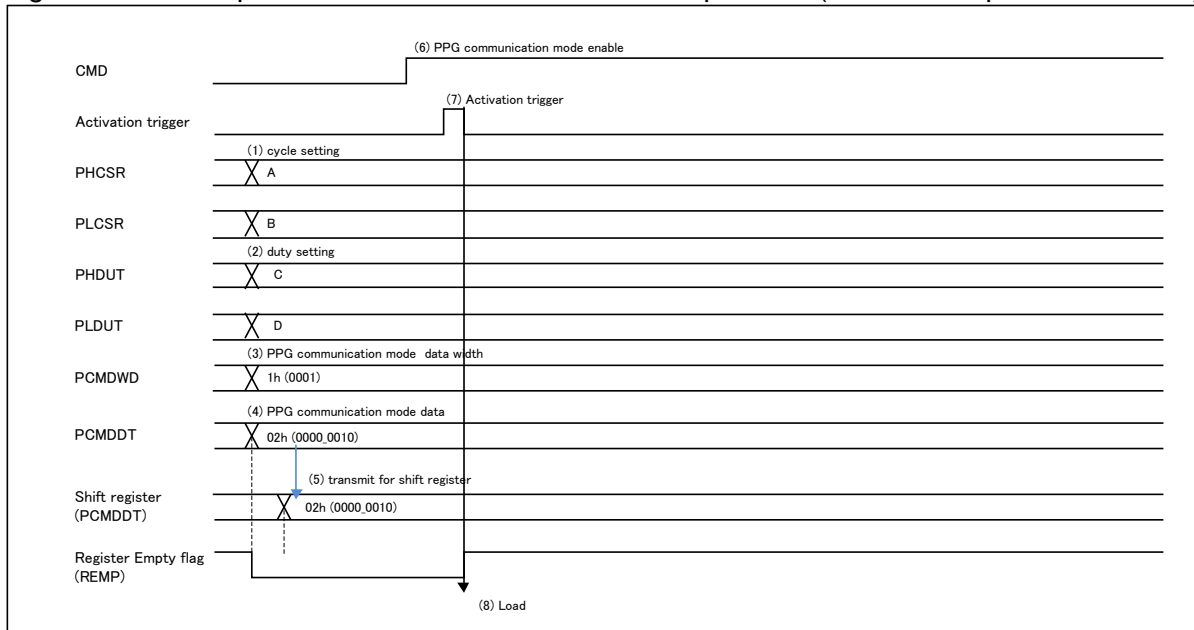 (6) PPG communication mode enable
CMD
(7) Activation trigger
Activation trigger
(1) cycle setting
PHCSR A
PLCSR B
(2) duty setting
PHDUT C
PLDUT D
(3) PPG communication mode data width
PCMDWD 1h (0001)
(4) PPG communication mode data
PCMDDT 02h (0000_0010)
(5) transmit for shift register
Shift register
(PCMDDT) 02h (0000_0010)
Register Empty flag
(REMP)
(8) Load